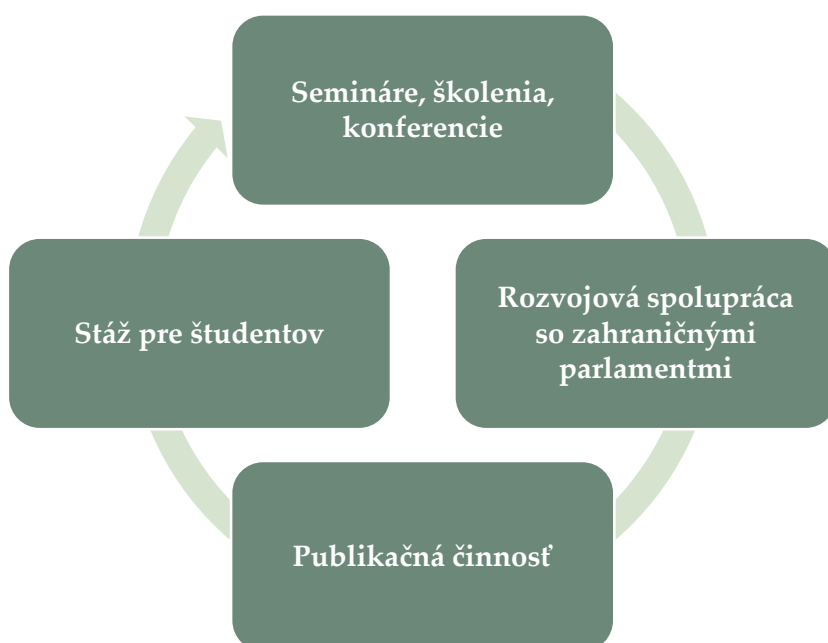 Semináre, školenia,
konferencie
Rozvojová spolupráca
so zahraničnými
parlamentmi
Publikačná činnosť
Stáž pre študentov